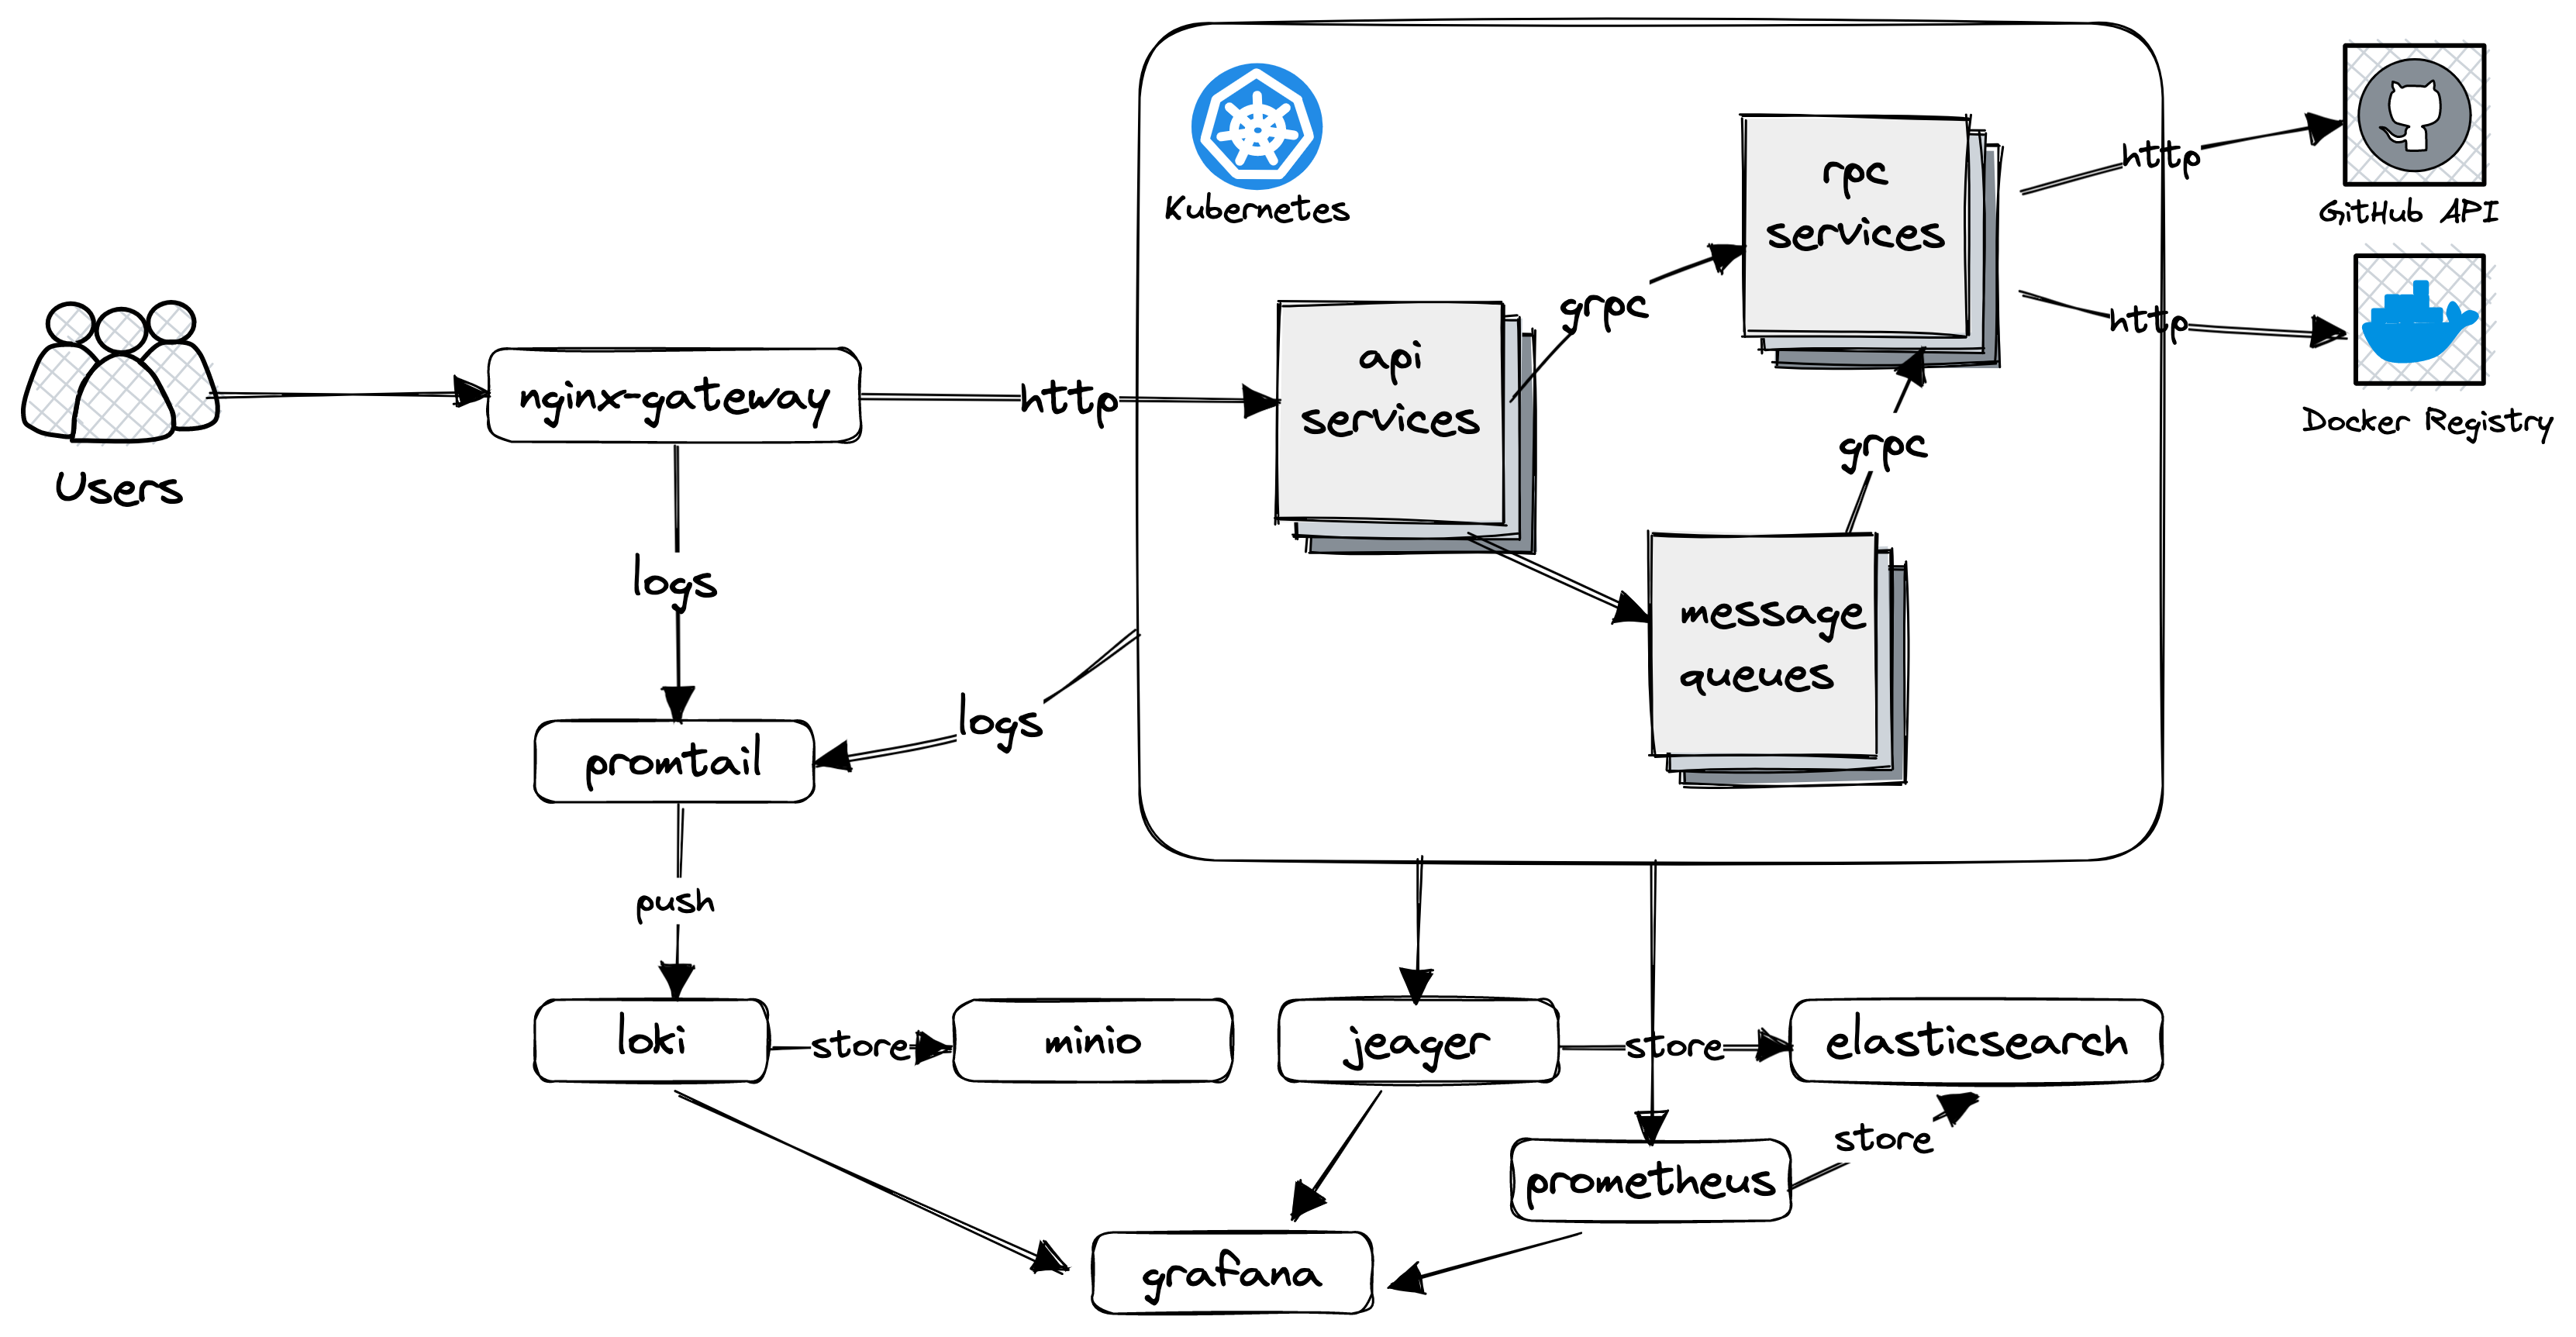 Kubernetes
rpc
services
http
GitHub API
http
Docker Registry
grpc
api
services
Users
nginx-gateway
http
grpc
logs
message
queues
logs
promtail
push
loki
store
minio
jeager
store
elasticsearch
store
prometheus
grafana